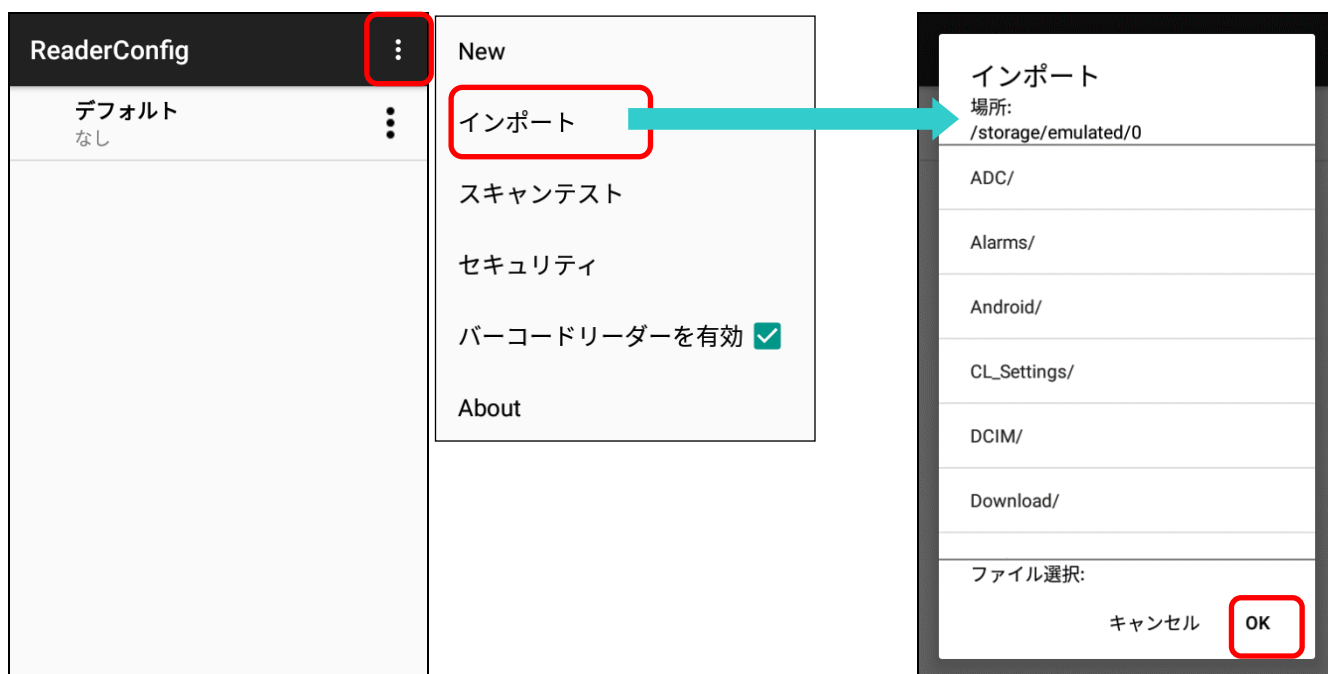 ReaderConfig
デフォルト
なし
New
インポート
スキャンテスト
セキュリティ
バーコードリーダーを有効
About
インポート
場所:
/storage/emulated/0
ADC/
Alarms/
Android/
CL_Settings/
DCIM/
Download/
ファイル選択:
キャンセル OK